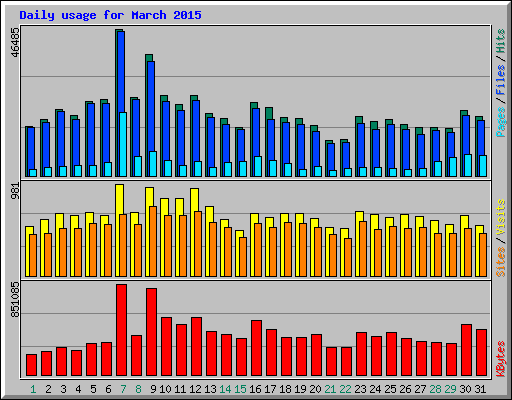 Daily usage for March 2015
46485
Pages / Files / Hits
981
Sites / Visits
851085
KBytes
1 2 3 4 5 6 7 8 9 10 11 12 13 14 15 16 17 18 19 20 21 22 23 24 25 26 27 28 29 30 31